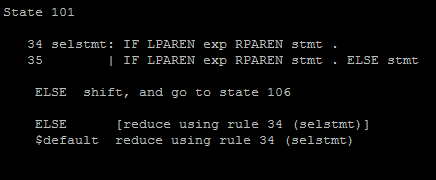 State 101
34 selstmt: IF LPAREN exp RPAREN stmt .
35 | IF LPAREN exp RPAREN stmt . ELSE stmt
ELSE shift, and go to state 106
ELSE [reduce using rule 34 (selstmt)]
$default reduce using rule 34 (selstmt)